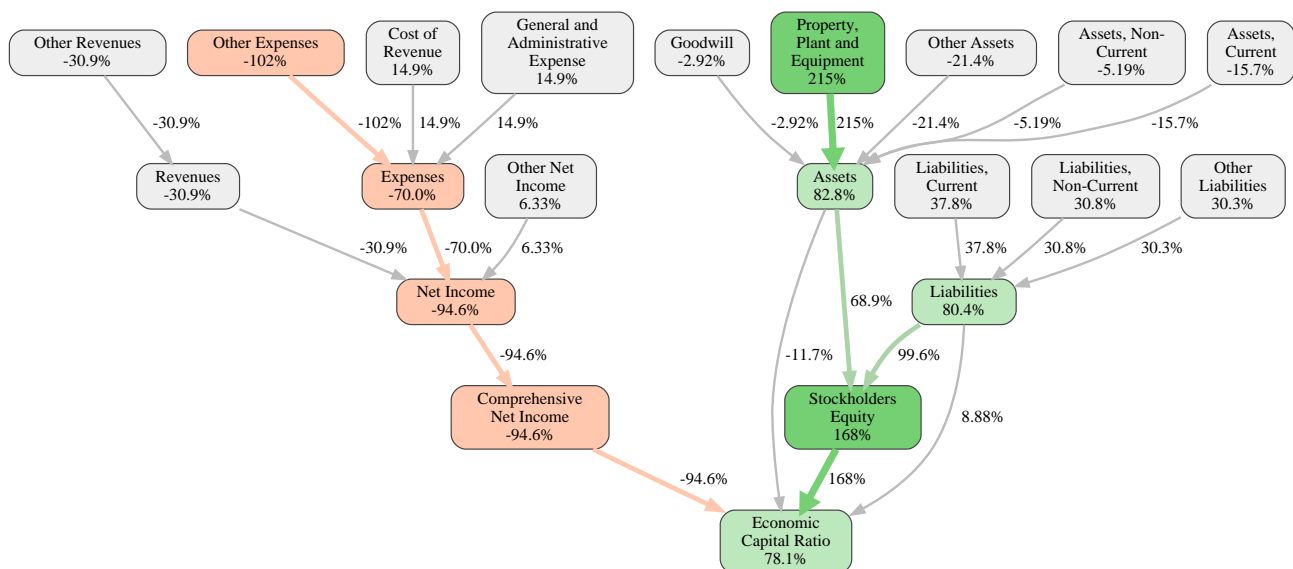 Other Revenues
-30.9%
Other Expenses
-102%
Cost of
Revenue
14.9%
General and
Administrative
Expense
14.9%
Goodwill
-2.92%
Property,
Plant and
Equipment
215%
Other Assets
-21.4%
Assets, Non-
Current
-5.19%
Assets,
Current
-15.7%
-30.9%
-102%
14.9%
14.9%
-2.92%
215%
-21.4%
-5.19%
-15.7%
Revenues
-30.9%
Expenses
-70.0%
Other Net
Income
6.33%
Assets
82.8%
Liabilities,
Current
37.8%
Liabilities,
Non-Current
30.8%
Other
Liabilities
30.3%
-30.9%
-70.0%
6.33%
37.8%
30.8%
30.3%
Net Income
-94.6%
68.9%
Liabilities
80.4%
-94.6%
-11.7%
99.6%
Comprehensive
Net Income
-94.6%
Stockholders
Equity
168%
8.88%
-94.6%
168%
Economic
Capital Ratio
78.1%